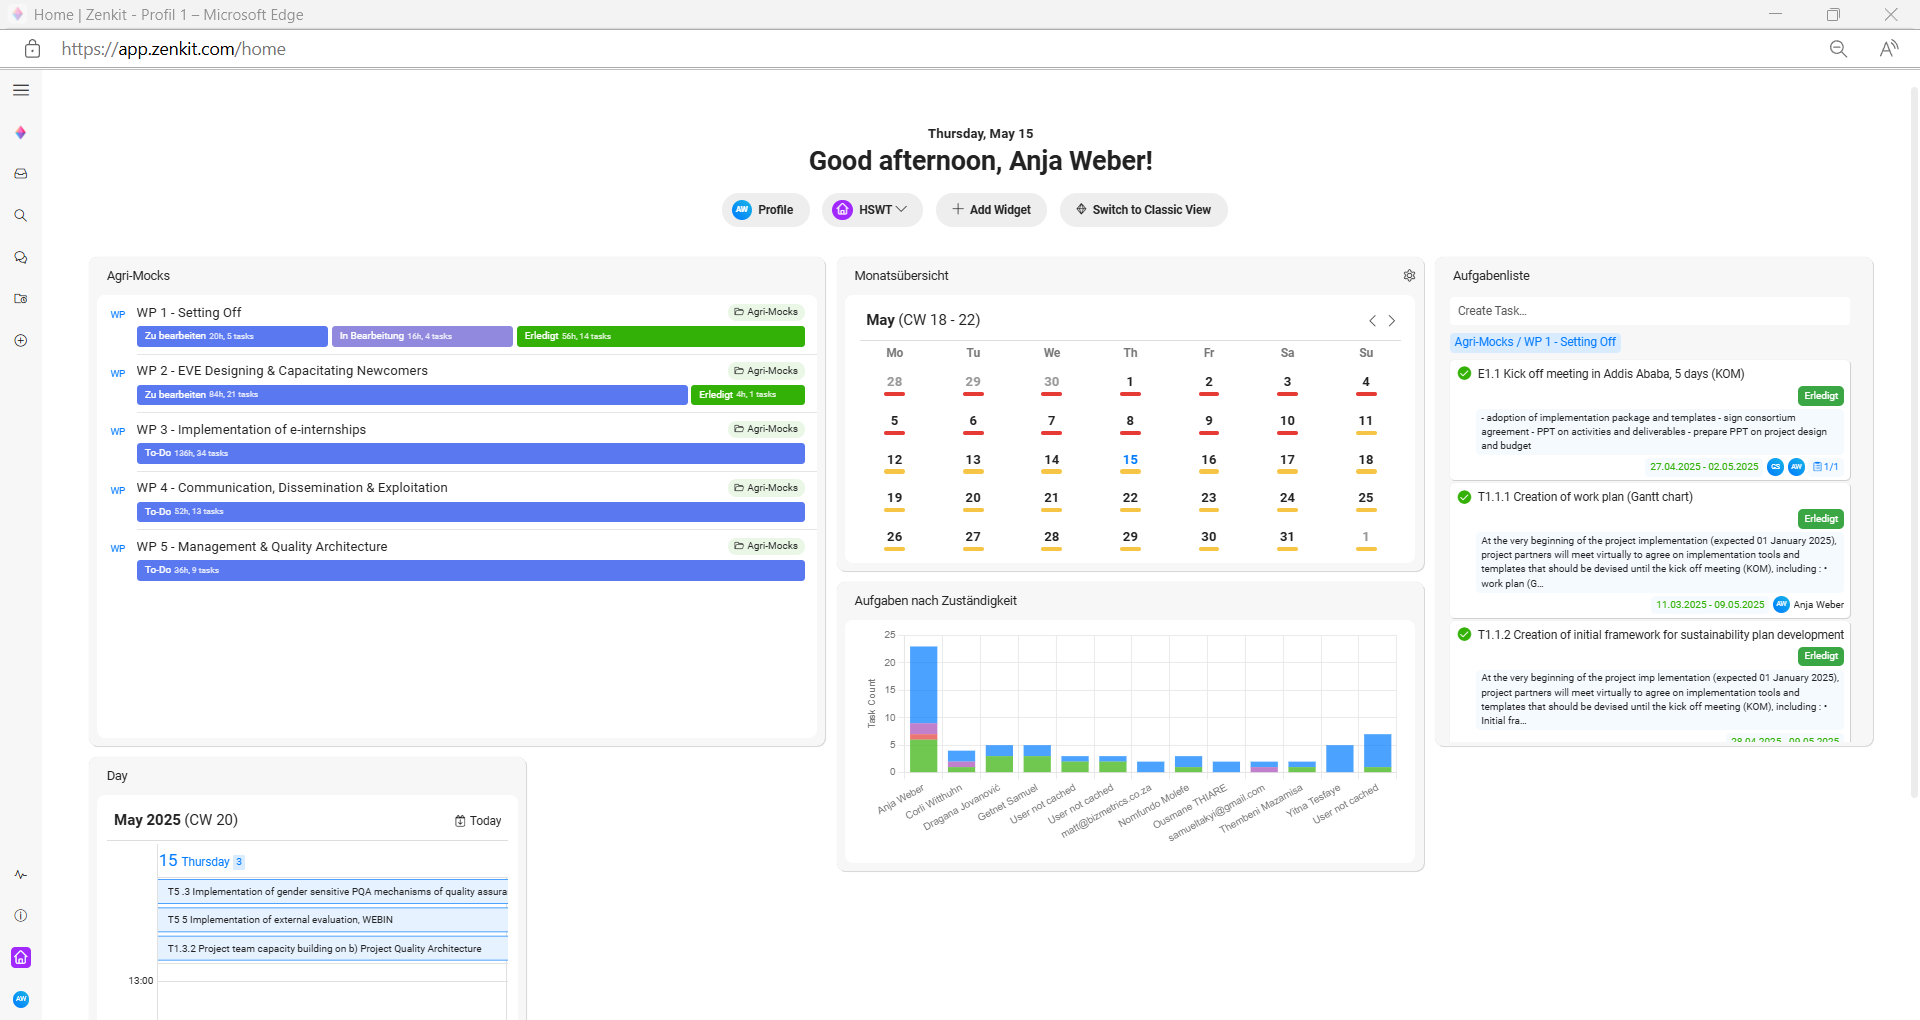 Home | Zenkit - Profil 1 – Microsoft Edge
https://app.zenkit.com/home
Thursday, May 15
Good afternoon, Anja Weber!
AW Profile
HSWT
Add Widget
Switch to Classic View
Agri-Mocks
WP WP 1 - Setting Off Agri-Mocks
Zu bearbeiten 20h, 5 tasks In Bearbeitung 16h, 4 tasks Erledigt 56h, 14 tasks
WP WP 2 - EVE Designing & Capacitating Newcomers Agri-Mocks
Zu bearbeiten 84h, 21 tasks Erledigt 4h, 1 tasks
WP WP 3 - Implementation of e-internships Agri-Mocks
To-Do 136h, 34 tasks
WP WP 4 - Communication, Dissemination & Exploitation Agri-Mocks
To-Do 52h, 13 tasks
WP WP 5 - Management & Quality Architecture Agri-Mocks
To-Do 36h, 9 tasks
Monatsübersicht
May (CW 18 - 22)
Mo Tu We Th Fr Sa Su
28 29 30 1 2 3 4
5 6 7 8 9 10 11
12 13 14 15 16 17 18
19 20 21 22 23 24 25
26 27 28 29 30 31 1
Aufgaben nach Zuständigkeit
25
20
15
10
5
0
Task Count
Anja Weber
Corli Witthuhn
Dragana Jovanović
Getnet Samuel
User not cached
User not cached
matt@bizmetrics.co.za
Nomfundo Molefe
Ousmane THIARE
samueltakyi@gmail.com
Thembeni Mazamisa
Yitna Tesfaye
User not cached
Aufgabenliste
Create Task...
Agri-Mocks / WP 1 - Setting Off
E1.1 Kick off meeting in Addis Ababa, 5 days (KOM)
Erledigt
- adoption of implementation package and templates - sign consortium
agreement - PPT on activities and deliverables - prepare PPT on project design
and budget
27.04.2025 - 02.05.2025 CS AW 1/1
T1.1.1 Creation of work plan (Gantt chart)
Erledigt
At the very beginning of the project implementation (expected 01 January 2025),
project partners will meet virtually to agree on implementation tools and
templates that should be devised until the kick off meeting (KOM), including : •
work plan (G...
11.03.2025 - 09.05.2025 AW Anja Weber
T1.1.2 Creation of initial framework for sustainability plan development
Erledigt
At the very beginning of the project imp lementation (expected 01 January 2025),
project partners will meet virtually to agree on implementation tools and
templates that should be devised until the kick off meeting (KOM), including : •
Initial fra...
28.04.2025 - 09.05.2025
Day
May 2025 (CW 20) Today
15 Thursday 3
T5 .3 Implementation of gender sensitive PQA mechanisms of quality assura
T5 5 Implementation of external evaluation, WEBIN
T1.3.2 Project team capacity building on b) Project Quality Architecture
13:00
AW